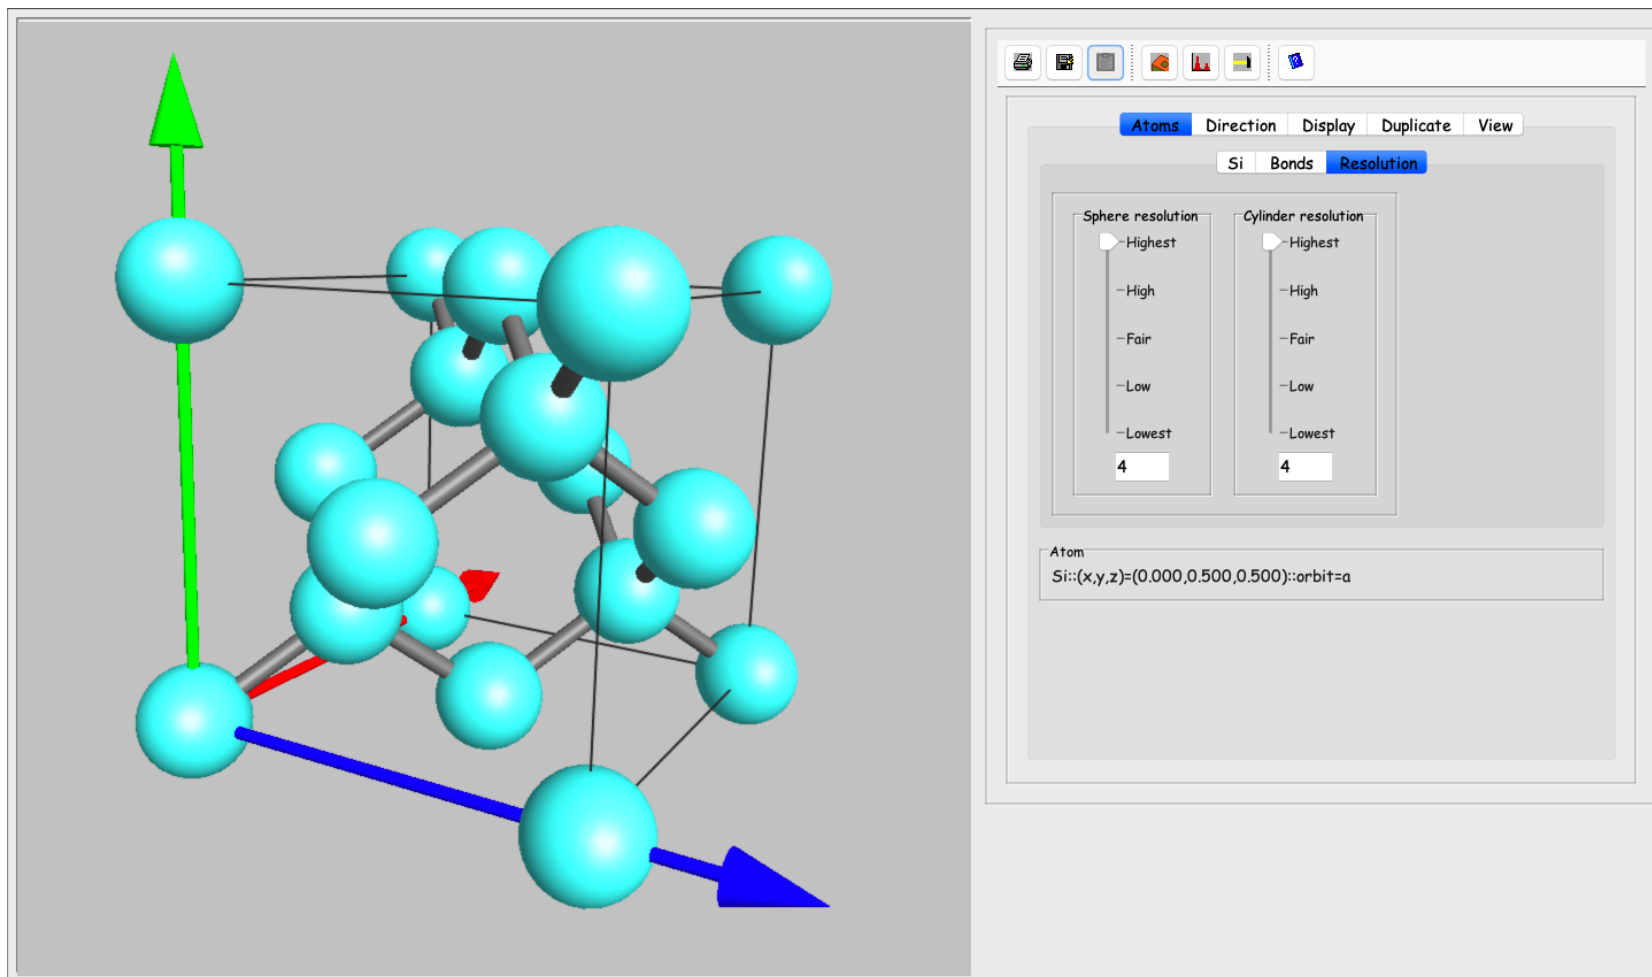 Atoms Direction Display Duplicate View
Si Bonds Resolution
Sphere resolution
Highest
High
Fair
Low
Lowest
4
Cylinder resolution
Highest
High
Fair
Low
Lowest
4
Atom
Si::(x,y,z)=(0.000,0.500,0.500)::orbit=a